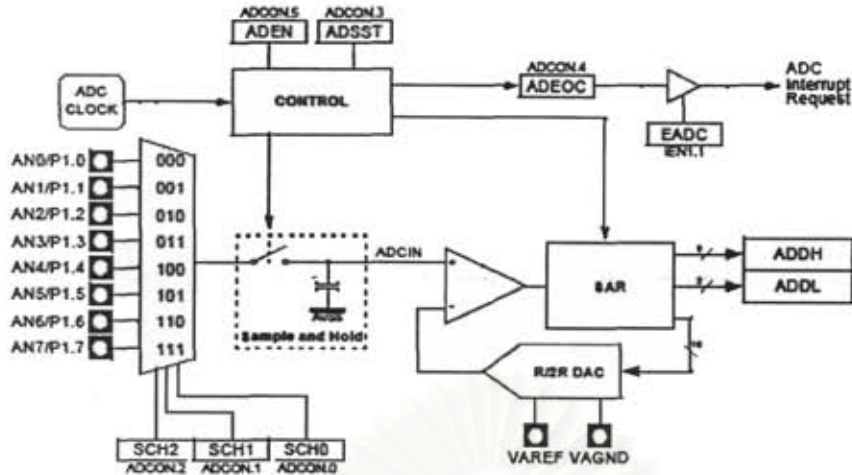 ADCON.5 ADCON.3
ADEN ADSST
ADC
CLOCK
CONTROL
ADCON.4
ADEOC
ADC
Interrupt
Request
EADC
IEN1.1
AN0/P1.0 000
AN1/P1.1 001
AN2/P1.2 010
AN3/P1.3 011
AN4/P1.4 100
AN5/P1.5 101
AN6/P1.6 110
AN7/P1.7 111
ADCIN
+
-
Sample and Hold
SAR
ADDH
ADDL
10
R/2R DAC
VAREF VAGND
SCH2 SCH1 SCH0
ADCON.2 ADCON.1 ADCON.0